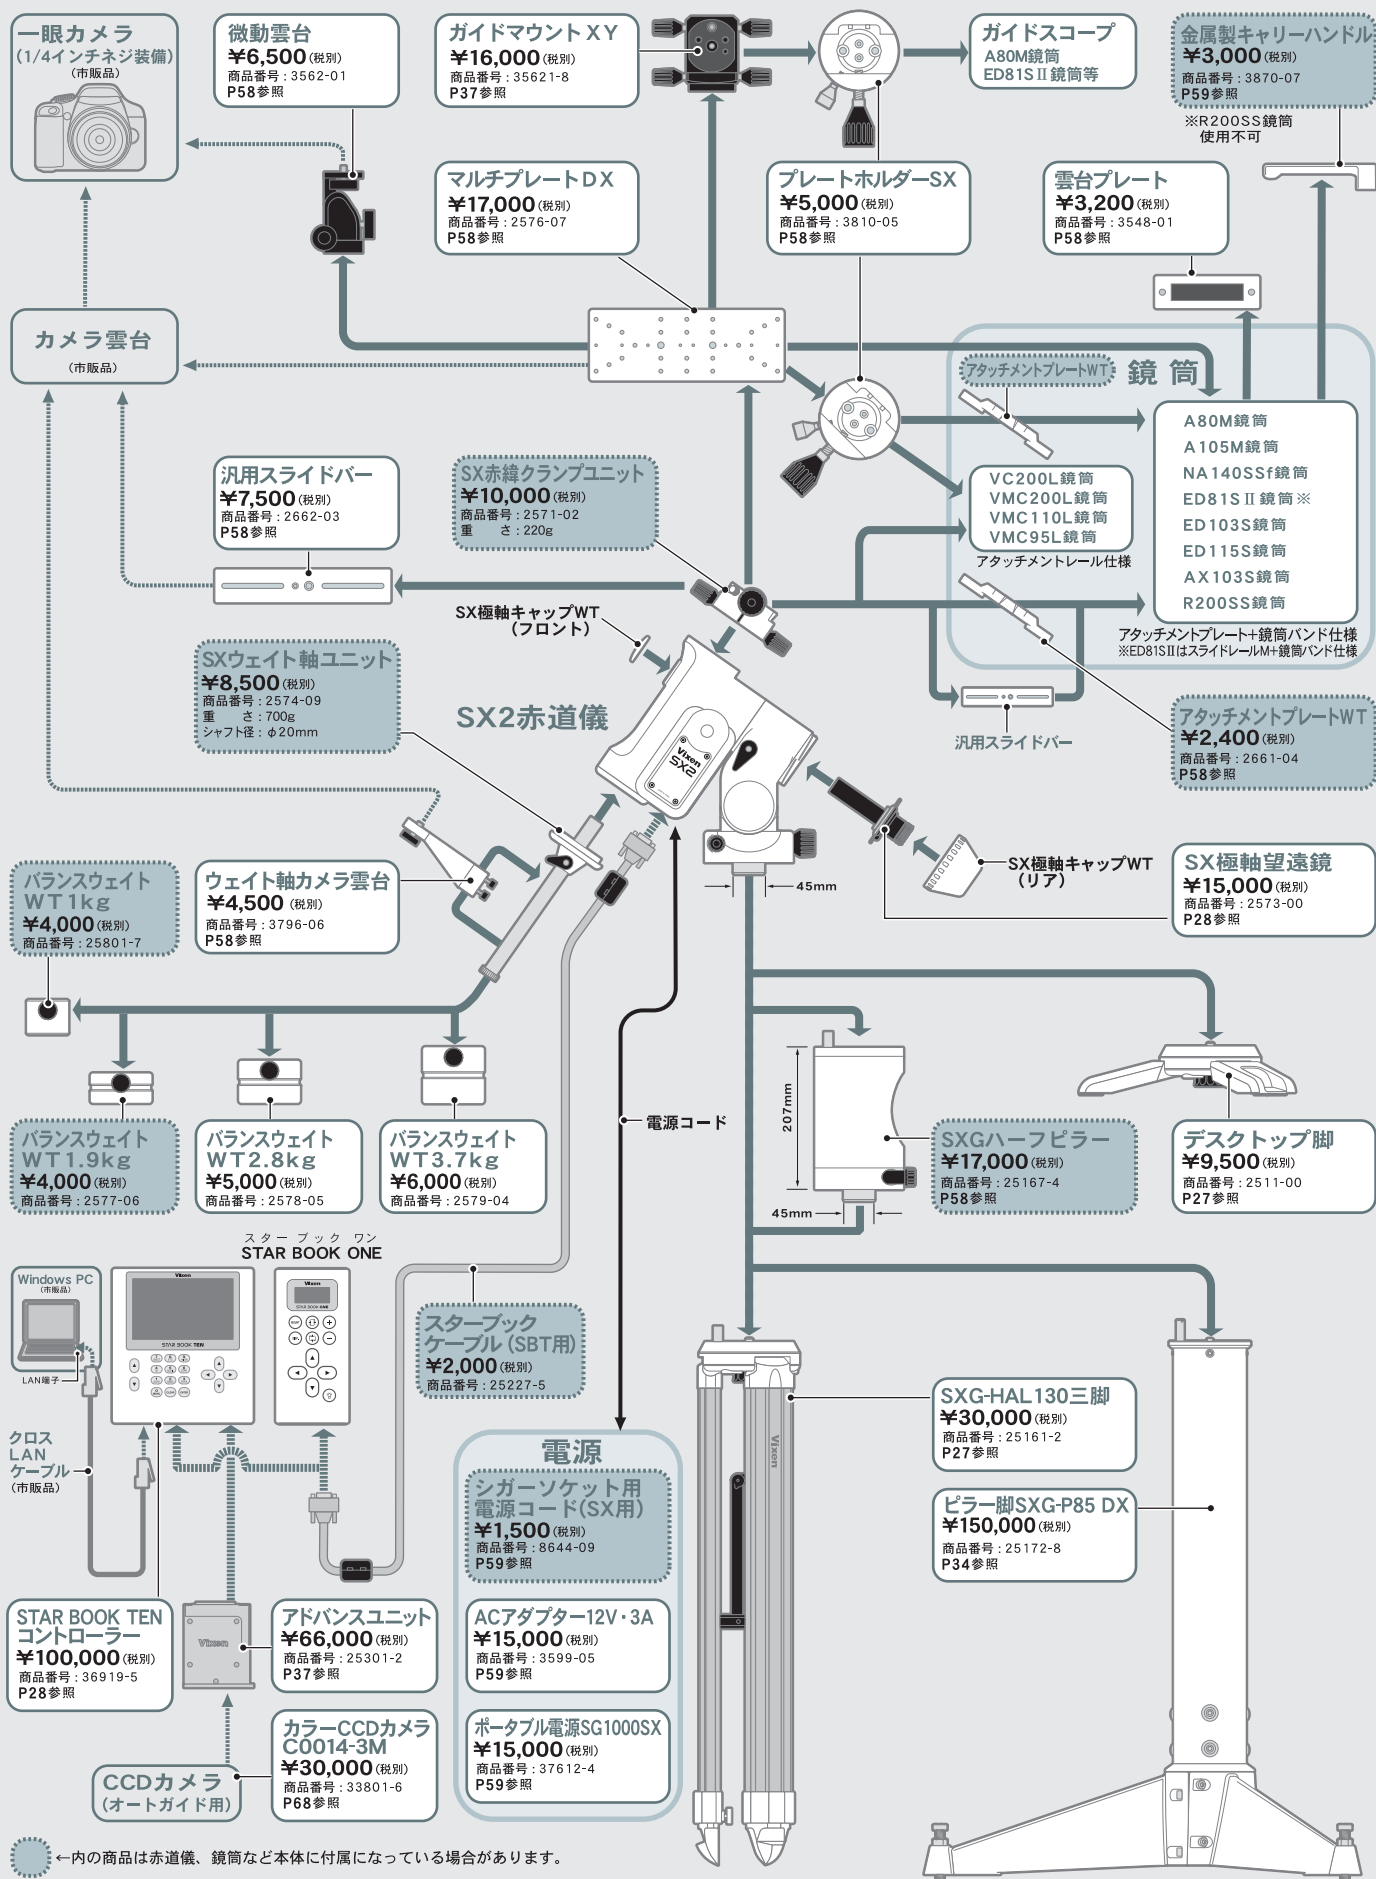 一眼カメラ
(1/4インチネジ装備)
(市販品)
微動雲台
¥6,500(税別)
商品番号：3562-01
P58参照
ガイドマウントXY
¥16,000(税別)
商品番号：35621-8
P37参照
ガイドスコープ
A80M鏡筒
ED81SⅡ鏡筒等
金属製キャリーハンドル
¥3,000(税別)
商品番号：3870-07
P59参照
※R200SS鏡筒
使用不可
マルチプレートDX
¥17,000(税別)
商品番号：2576-07
P58参照
プレートホルダーSX
¥5,000(税別)
商品番号：3810-05
P58参照
雲台プレート
¥3,200(税別)
商品番号：3548-01
P58参照
カメラ雲台
(市販品)
アタッチメントプレートWT
鏡筒
A80M鏡筒
A105M鏡筒
NA140SSf鏡筒
ED81SⅡ鏡筒※
ED103S鏡筒
ED115S鏡筒
AX103S鏡筒
R200SS鏡筒
VC200L鏡筒
VMC200L鏡筒
VMC110L鏡筒
VMC95L鏡筒
アタッチメントレール仕様
アタッチメントプレート+鏡筒バンド仕様
※ED81SⅡはスライドレールM+鏡筒バンド仕様
汎用スライドバー
¥7,500(税別)
商品番号：2662-03
P58参照
SX赤緯クランプユニット
¥10,000(税別)
商品番号：2571-02
重　さ：220g
SX極軸キャップWT
(フロント)
SXウェイト軸ユニット
¥8,500(税別)
商品番号：2574-09
重　さ：700g
シャフト径：φ20mm
SX2赤道儀
Vixen
SX2
汎用スライドバー
アタッチメントプレートWT
¥2,400(税別)
商品番号：2661-04
P58参照
45mm
SX極軸キャップWT
(リア)
SX極軸望遠鏡
¥15,000(税別)
商品番号：2573-00
P28参照
バランスウェイト
WT1kg
¥4,000(税別)
商品番号：25801-7
ウェイト軸カメラ雲台
¥4,500(税別)
商品番号：3796-06
P58参照
バランスウェイト
WT1.9kg
¥4,000(税別)
商品番号：2577-06
バランスウェイト
WT2.8kg
¥5,000(税別)
商品番号：2578-05
バランスウェイト
WT3.7kg
¥6,000(税別)
商品番号：2579-04
電源コード
207mm
45mm
SXGハーフピラー
¥17,000(税別)
商品番号：25167-4
P58参照
デスクトップ脚
¥9,500(税別)
商品番号：2511-00
P27参照
スター ブック ワン
STAR BOOK ONE
Windows PC
(市販品)
LAN端子
Vixen
STAR BOOK TEN
Vixen
STAR BOOK ONE
クロス
LAN
ケーブル
(市販品)
スターブック
ケーブル(SBT用)
¥2,000(税別)
商品番号：25227-5
電源
シガーソケット用
電源コード(SX用)
¥1,500(税別)
商品番号：8644-09
P59参照
ACアダプター12V・3A
¥15,000(税別)
商品番号：3599-05
P59参照
ポータブル電源SG1000SX
¥15,000(税別)
商品番号：37612-4
P59参照
Vixen
SXG-HAL130三脚
¥30,000(税別)
商品番号：25161-2
P27参照
ピラー脚SXG-P85 DX
¥150,000(税別)
商品番号：25172-8
P34参照
STAR BOOK TEN
コントローラー
¥100,000(税別)
商品番号：36919-5
P28参照
Vixen
アドバンスユニット
¥66,000(税別)
商品番号：25301-2
P37参照
カラーCCDカメラ
C0014-3M
¥30,000(税別)
商品番号：33801-6
P68参照
CCDカメラ
(オートガイド用)
←内の商品は赤道儀、鏡筒など本体に付属になっている場合があります。